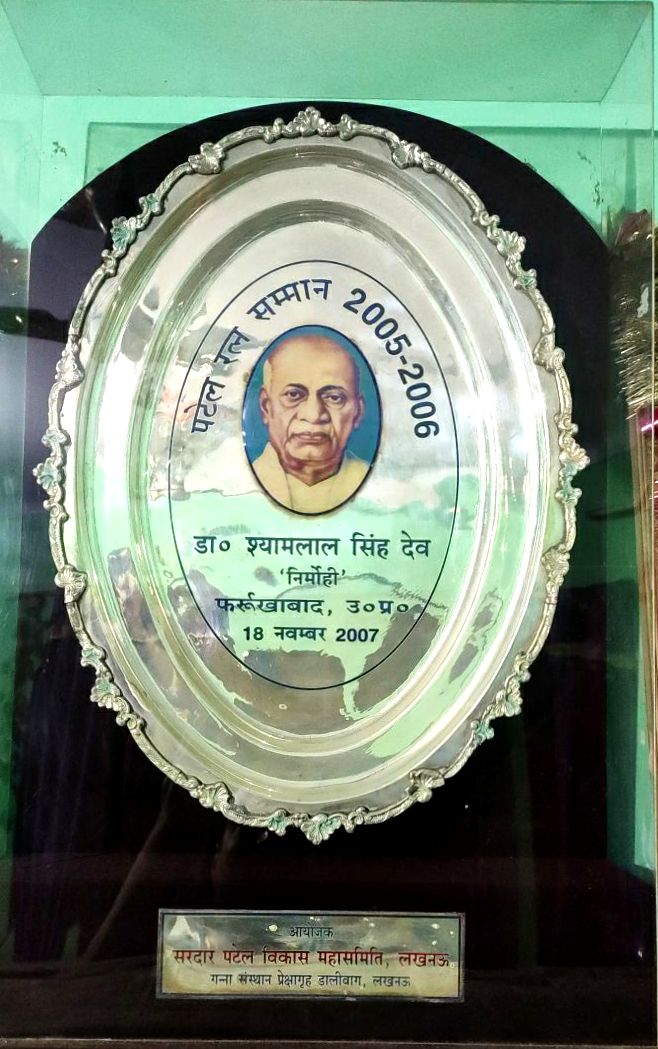 पटेल रत्न सम्मान 2005-2006
डा० श्यामलाल सिंह देव
‘निर्मोही’
फर्रूखाबाद, उ०प्र०
18 नवम्बर 2007
आयोजक
सरदार पटेल विकास महासमिति, लखनऊ
गन्ना संस्थान प्रेक्षागृह डालीवाग, लखनऊ